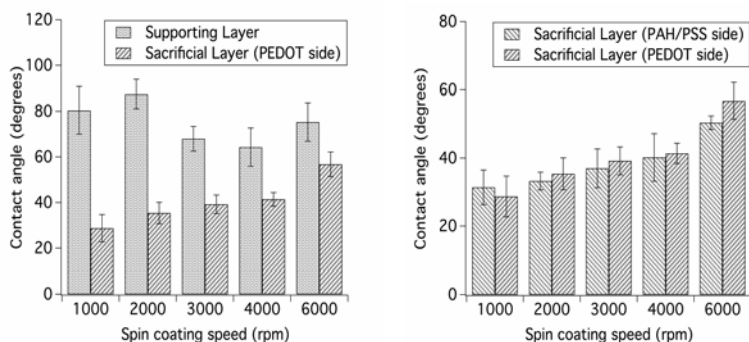 Supporting Layer
Sacrificial Layer (PEDOT side)
Contact angle (degrees)
120
100
80
60
40
20
0
1000 2000 3000 4000 6000
Spin coating speed (rpm)
Sacrificial Layer (PAH/PSS side)
Sacrificial Layer (PEDOT side)
Contact angle (degrees)
80
60
40
20
0
1000 2000 3000 4000 6000
Spin coating speed (rpm)